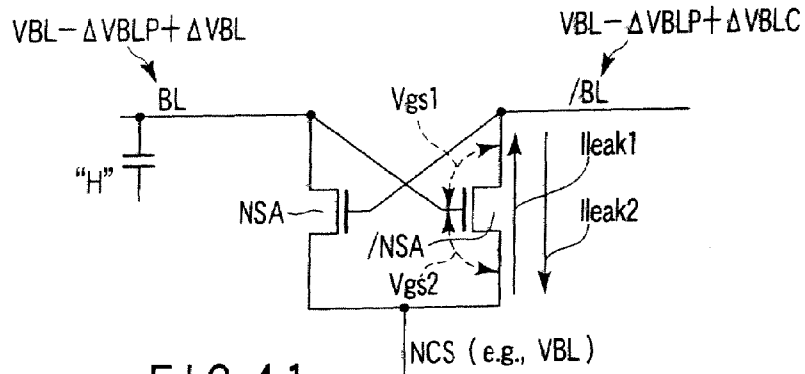 VBL-ΔVBLP+ΔVBL
VBL-ΔVBLP+ΔVBLC
BL
/BL
Vgs1
Ileak1
"H"
NSA
Ileak2
/NSA
Vgs2
NCS (e.g., VBL)
FIG. 41